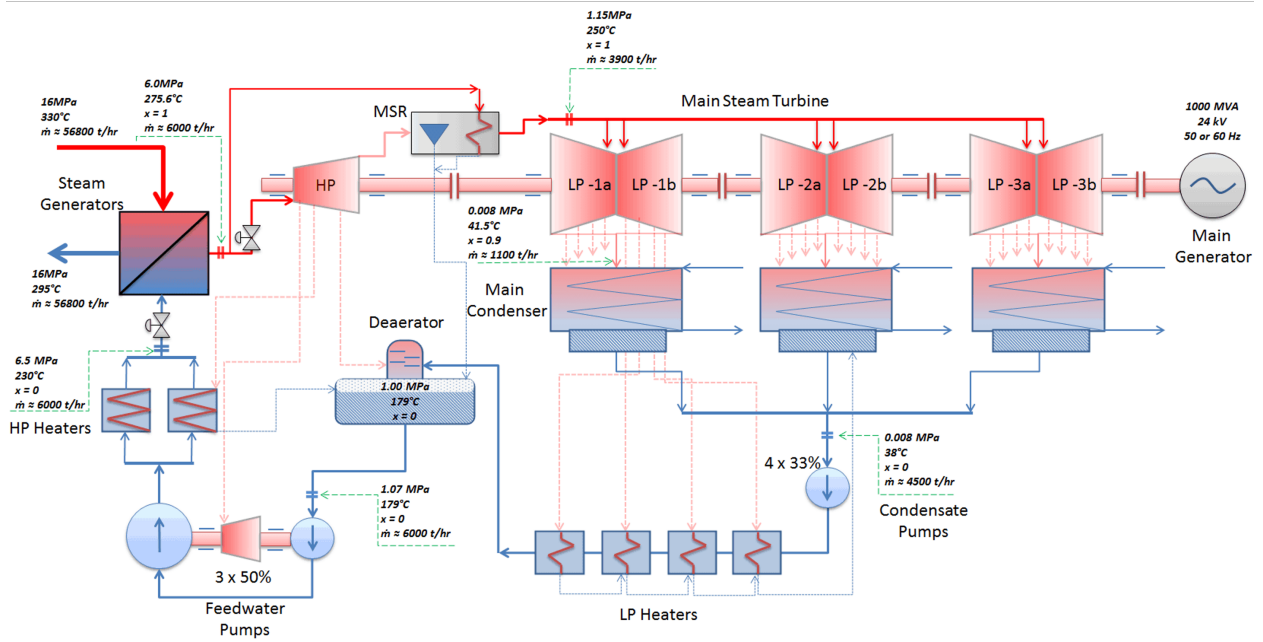 1.15MPa
250°C
x = 1
ṁ ≈ 3900 t/hr
6.0MPa
275.6°C
x = 1
ṁ ≈ 6000 t/hr
16MPa
330°C
ṁ ≈ 56800 t/hr
MSR
Main Steam Turbine
1000 MVA
24 kV
50 or 60 Hz
Steam
Generators
HP
LP -1a
LP -1b
LP -2a
LP -2b
LP -3a
LP -3b
Main
Generator
0.008 MPa
41.5°C
x = 0.9
ṁ ≈ 1100 t/hr
16MPa
295°C
ṁ ≈ 56800 t/hr
Main
Condenser
Deaerator
1.00 MPa
179°C
x = 0
6.5 MPa
230°C
x = 0
ṁ ≈ 6000 t/hr
HP Heaters
4 x 33%
0.008 MPa
38°C
x = 0
ṁ ≈ 4500 t/hr
Condensate
Pumps
1.07 MPa
179°C
x = 0
ṁ ≈ 6000 t/hr
3 x 50%
Feedwater
Pumps
LP Heaters